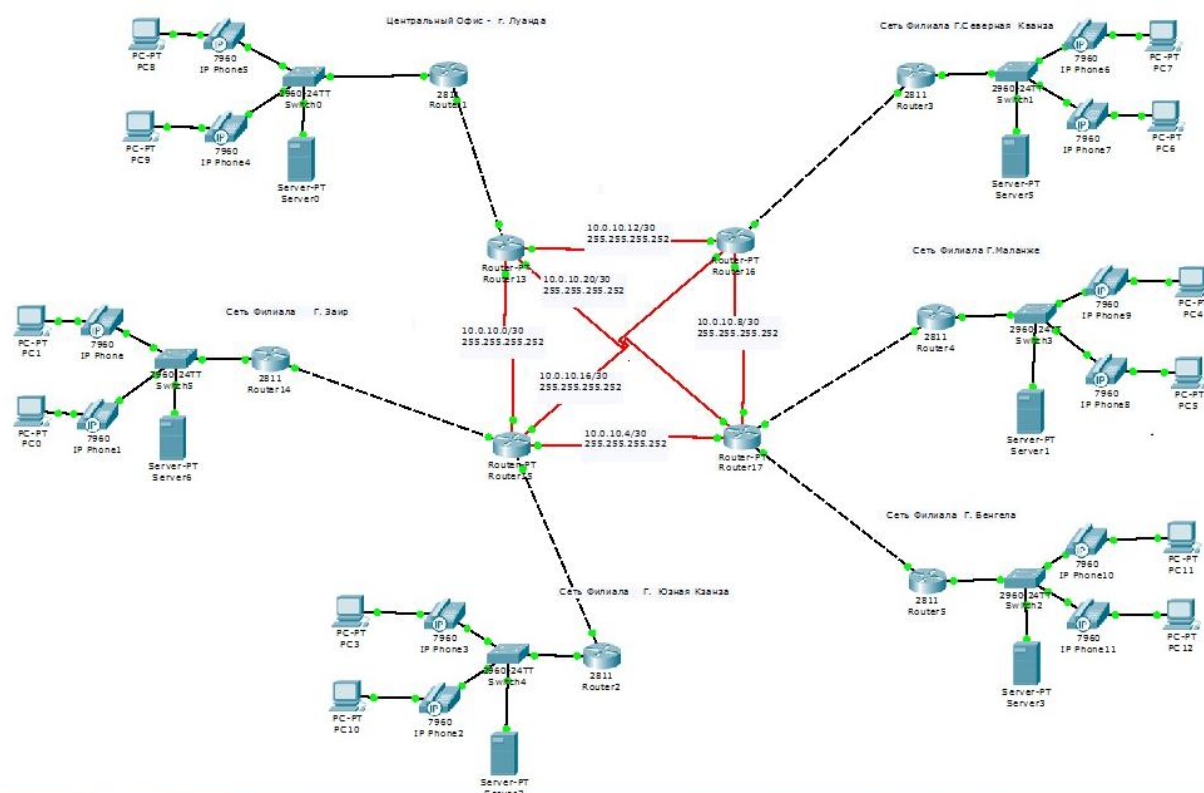 Центральный Офис - г. Луанда
PC-PT
PC8
7960
IP Phone5
2960-24TT
Switch0
2811
Router1
PC-PT
PC9
7960
IP Phone4
Server-PT
Server0
Сеть Филиала Г.Северная Кванза
2811
Router3
2960-24TT
Switch1
7960
IP Phone6
PC-PT
PC7
7960
IP Phone7
PC-PT
PC6
Server-PT
Server5
10.0.10.12/30
255.255.255.252
Router-PT
Router13
Router-PT
Router16
10.0.10.20/30
255.255.255.252
10.0.10.0/30
255.255.255.252
10.0.10.8/30
255.255.255.252
10.0.10.16/30
255.255.255.252
10.0.10.4/30
255.255.255.252
Router-PT
Router15
Router-PT
Router17
Сеть Филиала Г. Заир
PC-PT
PC1
7960
IP Phone
2960-24TT
Switch5
2811
Router14
PC-PT
PC0
7960
IP Phone1
Server-PT
Server6
Сеть Филиала Г.Маланже
2811
Router4
2960-24TT
Switch3
7960
IP Phone9
PC-PT
PC4
7960
IP Phone8
PC-PT
PC5
Server-PT
Server1
Сеть Филиала Г. Бенгела
2811
Router5
2960-24TT
Switch2
7960
IP Phone10
PC-PT
PC11
7960
IP Phone11
PC-PT
PC12
Server-PT
Server3
Сеть Филиала Г. Юзная Кзанза
PC-PT
PC3
7960
IP Phone3
2960-24TT
Switch4
2811
Router2
PC-PT
PC10
7960
IP Phone2
Server-PT